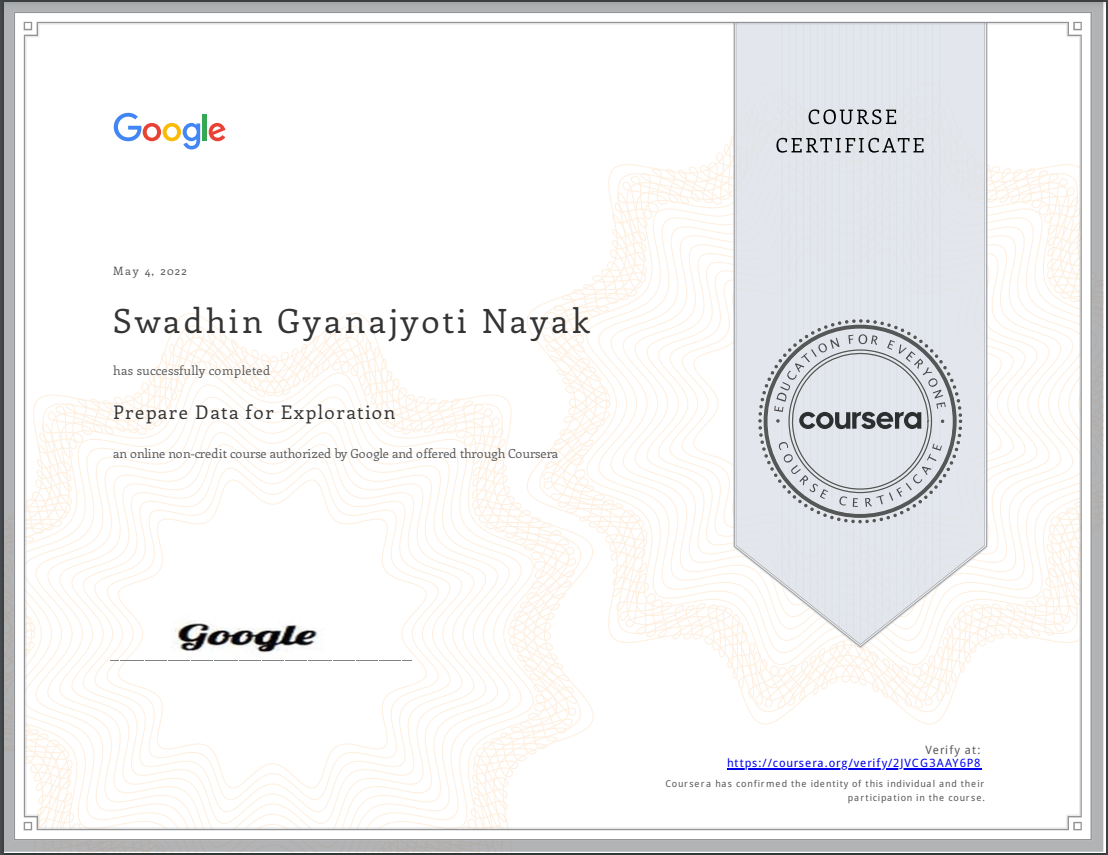 Google
COURSE
CERTIFICATE
May 4, 2022
Swadhin Gyanajyoti Nayak
has successfully completed
Prepare Data for Exploration
an online non-credit course authorized by Google and offered through Coursera
EDUCATION FOR EVERYONE
coursera
COURSE CERTIFICATE
Google
Verify at:
https://coursera.org/verify/2JVCG3AAY6P8
Coursera has confirmed the identity of this individual and their
participation in the course.